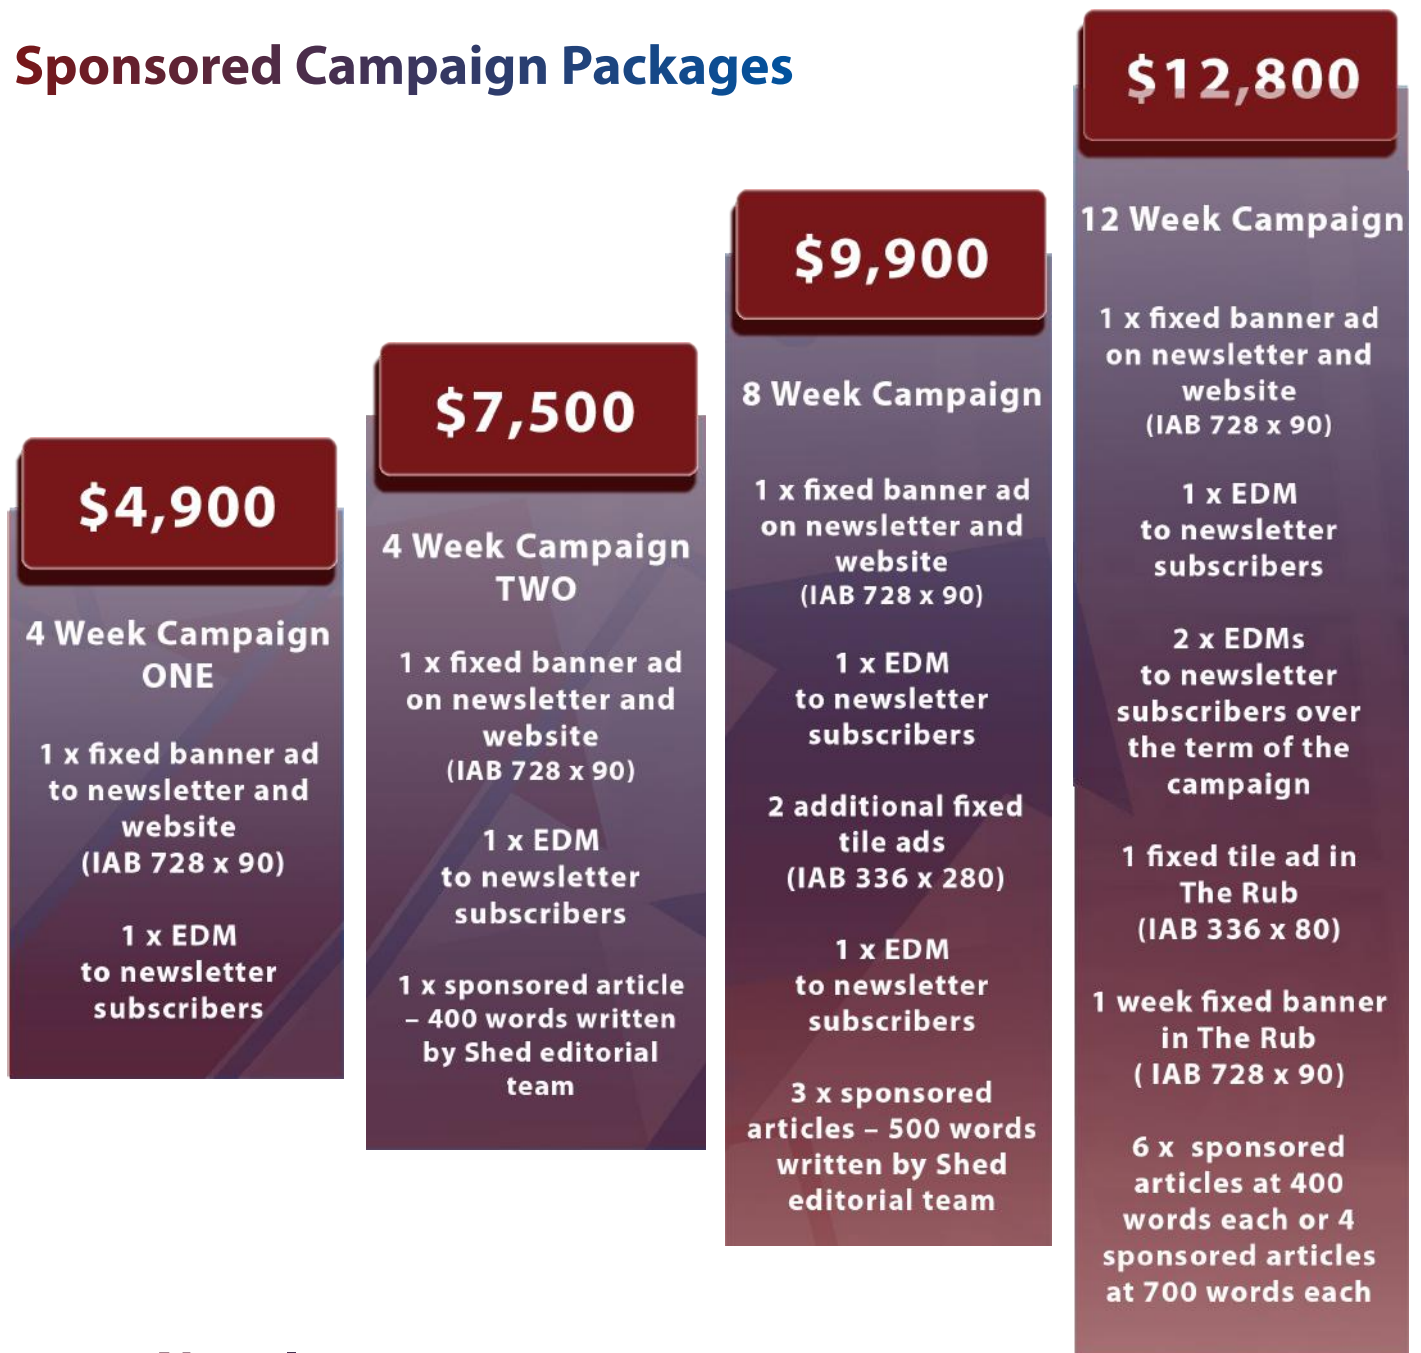 Sponsored Campaign Packages
$4,900
4 Week Campaign
ONE
1 x fixed banner ad
to newsletter and
website
(IAB 728 x 90)
1 x EDM
to newsletter
subscribers
$7,500
4 Week Campaign
TWO
1 x fixed banner ad
on newsletter and
website
(IAB 728 x 90)
1 x EDM
to newsletter
subscribers
1 x sponsored article
– 400 words written
by Shed editorial
team
$9,900
8 Week Campaign
1 x fixed banner ad
on newsletter and
website
(IAB 728 x 90)
1 x EDM
to newsletter
subscribers
2 additional fixed
tile ads
(IAB 336 x 280)
1 x EDM
to newsletter
subscribers
3 x sponsored
articles – 500 words
written by Shed
editorial team
$12,800
12 Week Campaign
1 x fixed banner ad
on newsletter and
website
(IAB 728 x 90)
1 x EDM
to newsletter
subscribers
2 x EDMs
to newsletter
subscribers over
the term of the
campaign
1 fixed tile ad in
The Rub
(IAB 336 x 80)
1 week fixed banner
in The Rub
( IAB 728 x 90)
6 x  sponsored
articles at 400
words each or 4
sponsored articles
at 700 words each